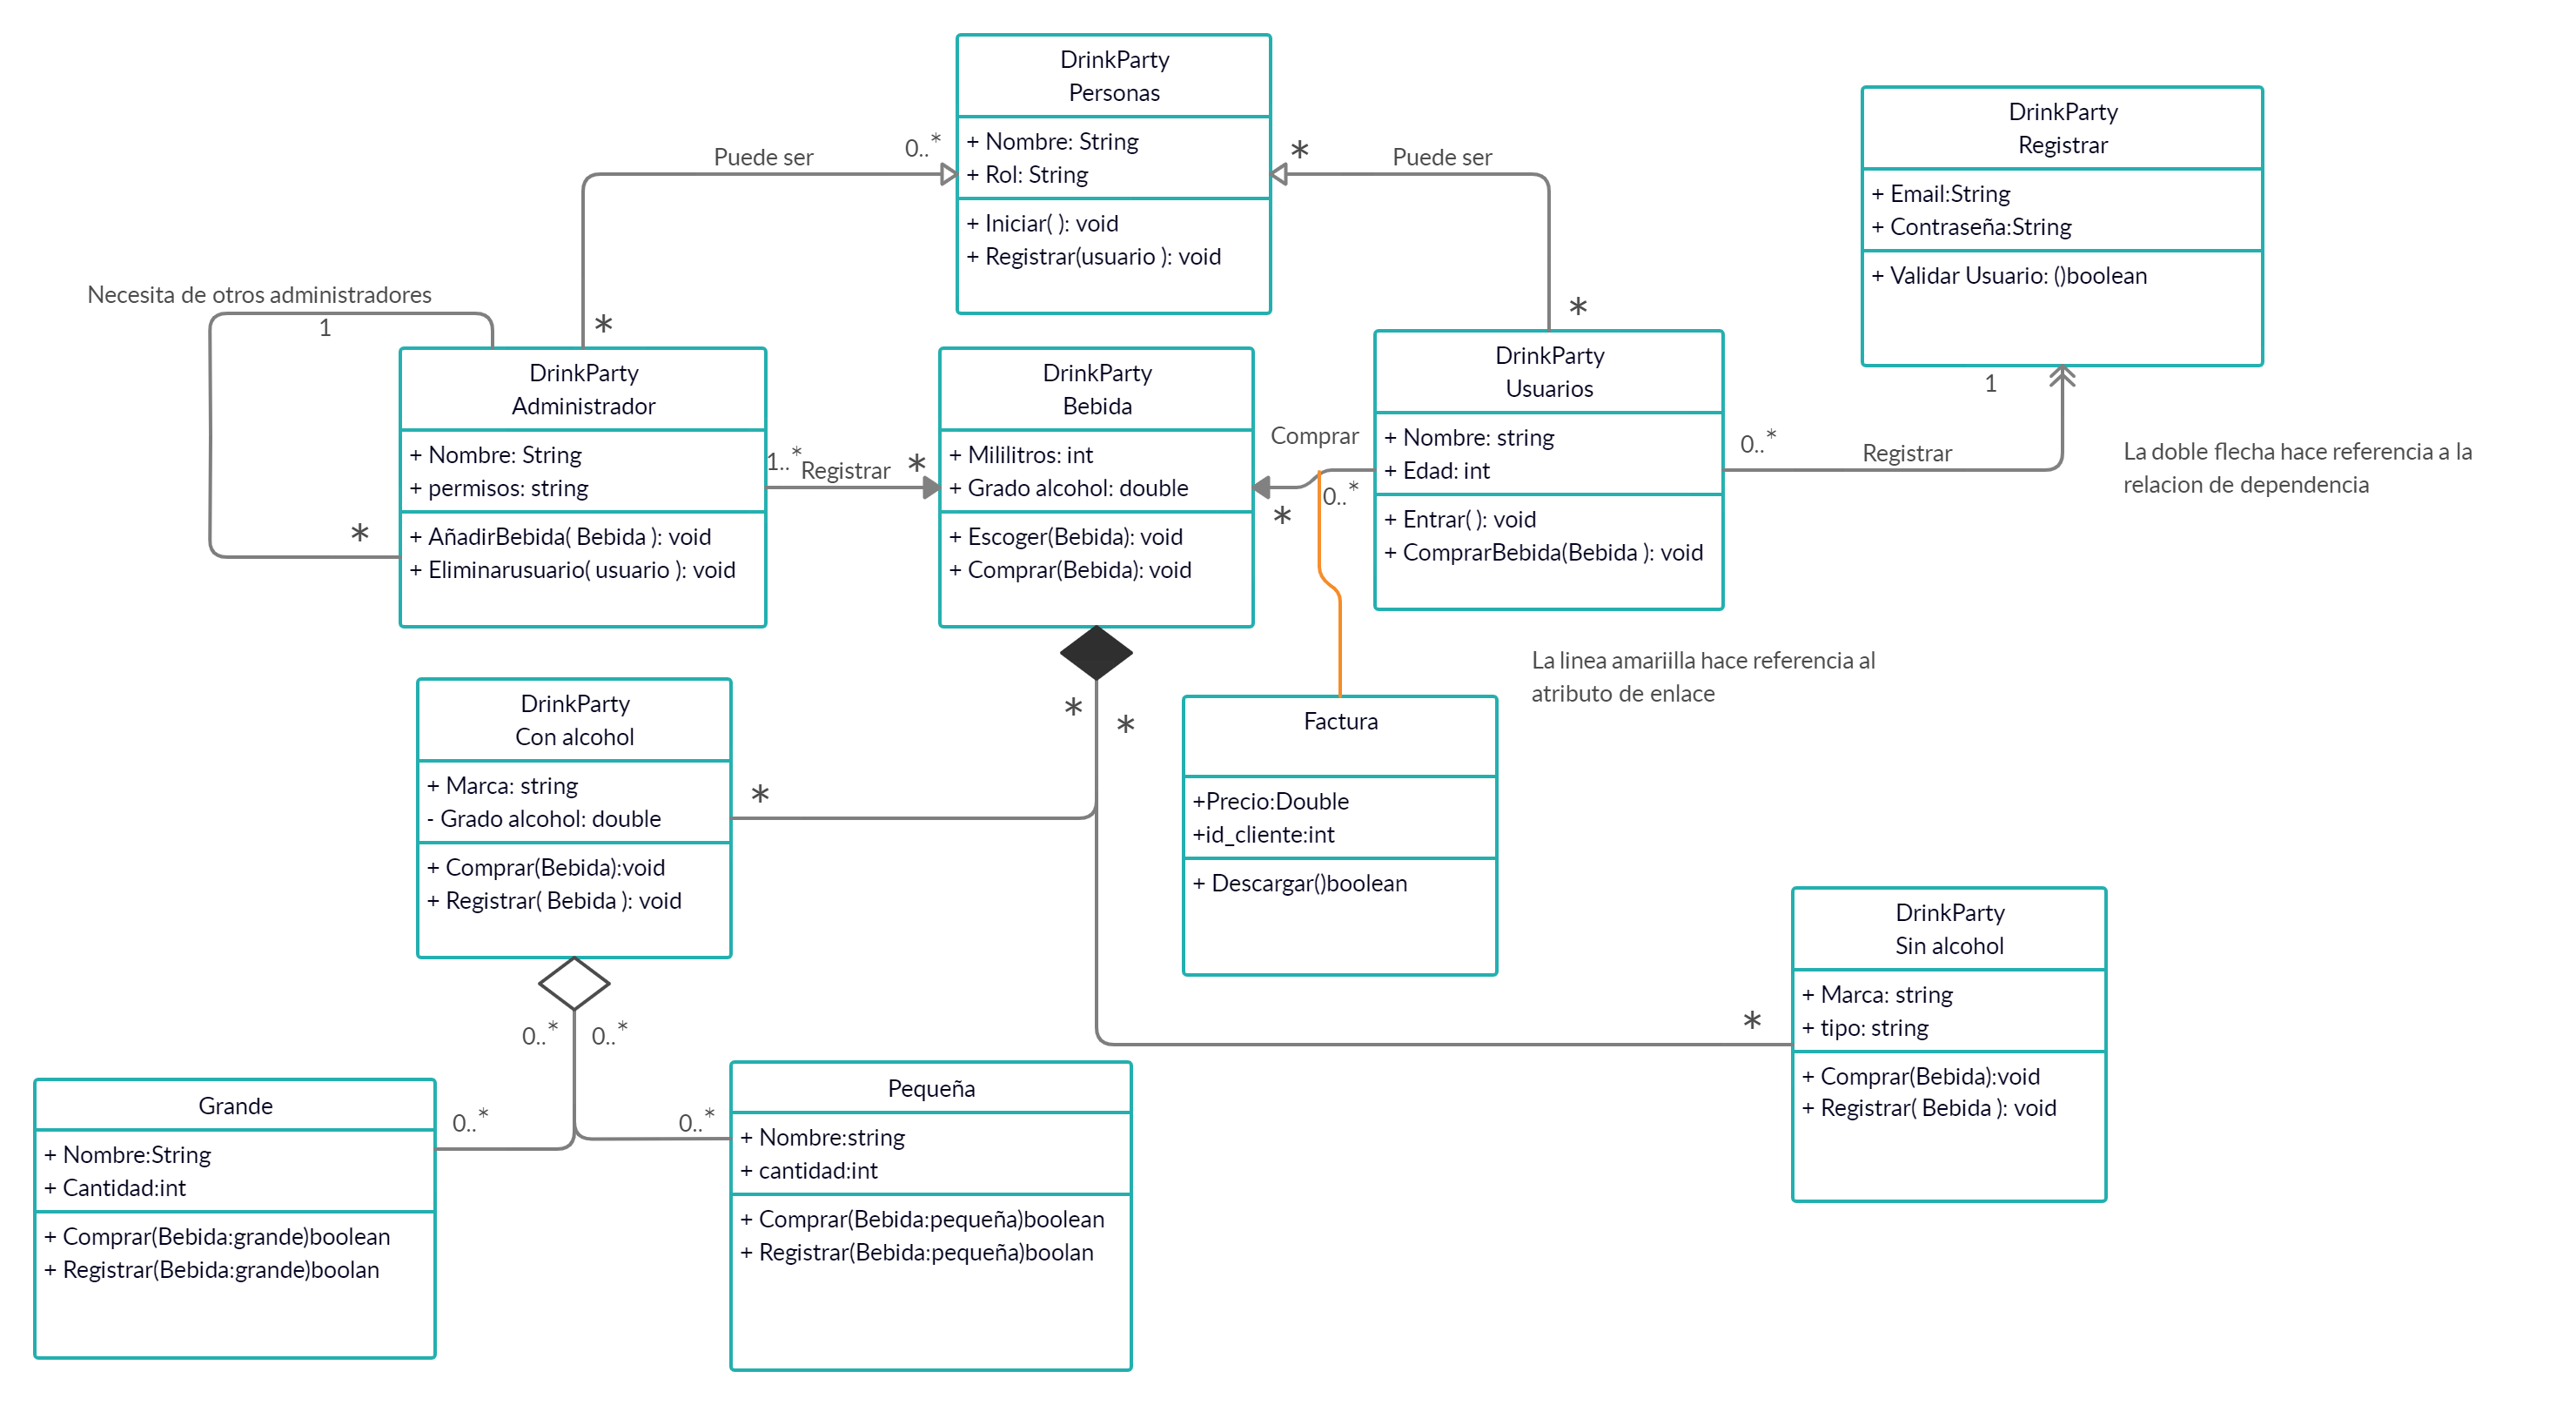 DrinkParty
Personas
+ Nombre: String
+ Rol: String
+ Iniciar( ): void
+ Registrar(usuario ): void
Puede ser
0..*
*
*
Puede ser
*
DrinkParty
Registrar
+ Email:String
+ Contraseña:String
+ Validar Usuario: ()boolean
1
0..*
Registrar
La doble flecha hace referencia a la
relacion de dependencia
Necesita de otros administradores
1
*
DrinkParty
Administrador
+ Nombre: String
+ permisos: string
+ AñadirBebida( Bebida ): void
+ Eliminarusuario( usuario ): void
1..*
Registrar
*
DrinkParty
Bebida
+ Mililitros: int
+ Grado alcohol: double
+ Escoger(Bebida): void
+ Comprar(Bebida): void
Comprar
*
0..*
DrinkParty
Usuarios
+ Nombre: string
+ Edad: int
+ Entrar( ): void
+ ComprarBebida(Bebida ): void
La linea amariilla hace referencia al
atributo de enlace
*
*
*
DrinkParty
Con alcohol
+ Marca: string
- Grado alcohol: double
+ Comprar(Bebida):void
+ Registrar( Bebida ): void
Factura
+Precio:Double
+id_cliente:int
+ Descargar()boolean
*
DrinkParty
Sin alcohol
+ Marca: string
+ tipo: string
+ Comprar(Bebida):void
+ Registrar( Bebida ): void
0..*
0..*
0..*
0..*
Grande
+ Nombre:String
+ Cantidad:int
+ Comprar(Bebida:grande)boolean
+ Registrar(Bebida:grande)boolan
Pequeña
+ Nombre:string
+ cantidad:int
+ Comprar(Bebida:pequeña)boolean
+ Registrar(Bebida:pequeña)boolan